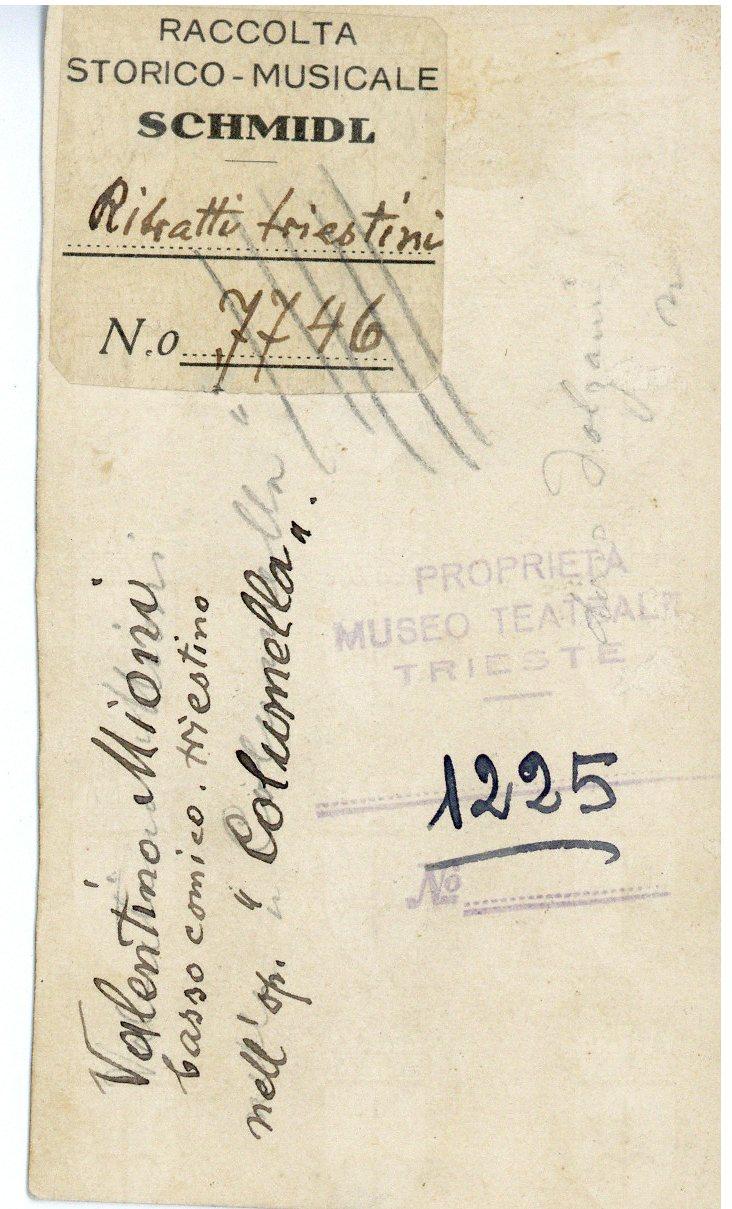 RACCOLTA
STORICO-MUSICALE
SCHMIDL
Ritratti triestini
N.o 7746
Valentino Mioni
basso comico. triestino
nell'op. "Columella".
PROPRIETÀ
MUSEO TEATRALE
TRIESTE
1225
No